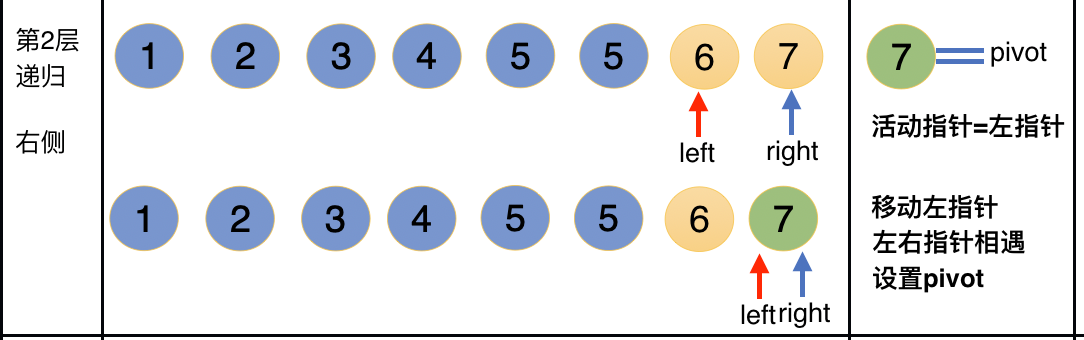 第2层
递归
右侧
1 2 3 4 5 5 6 7
left right
7 pivot
活动指针=左指针
1 2 3 4 5 5 6 7
left right
移动左指针
左右指针相遇
设置pivot